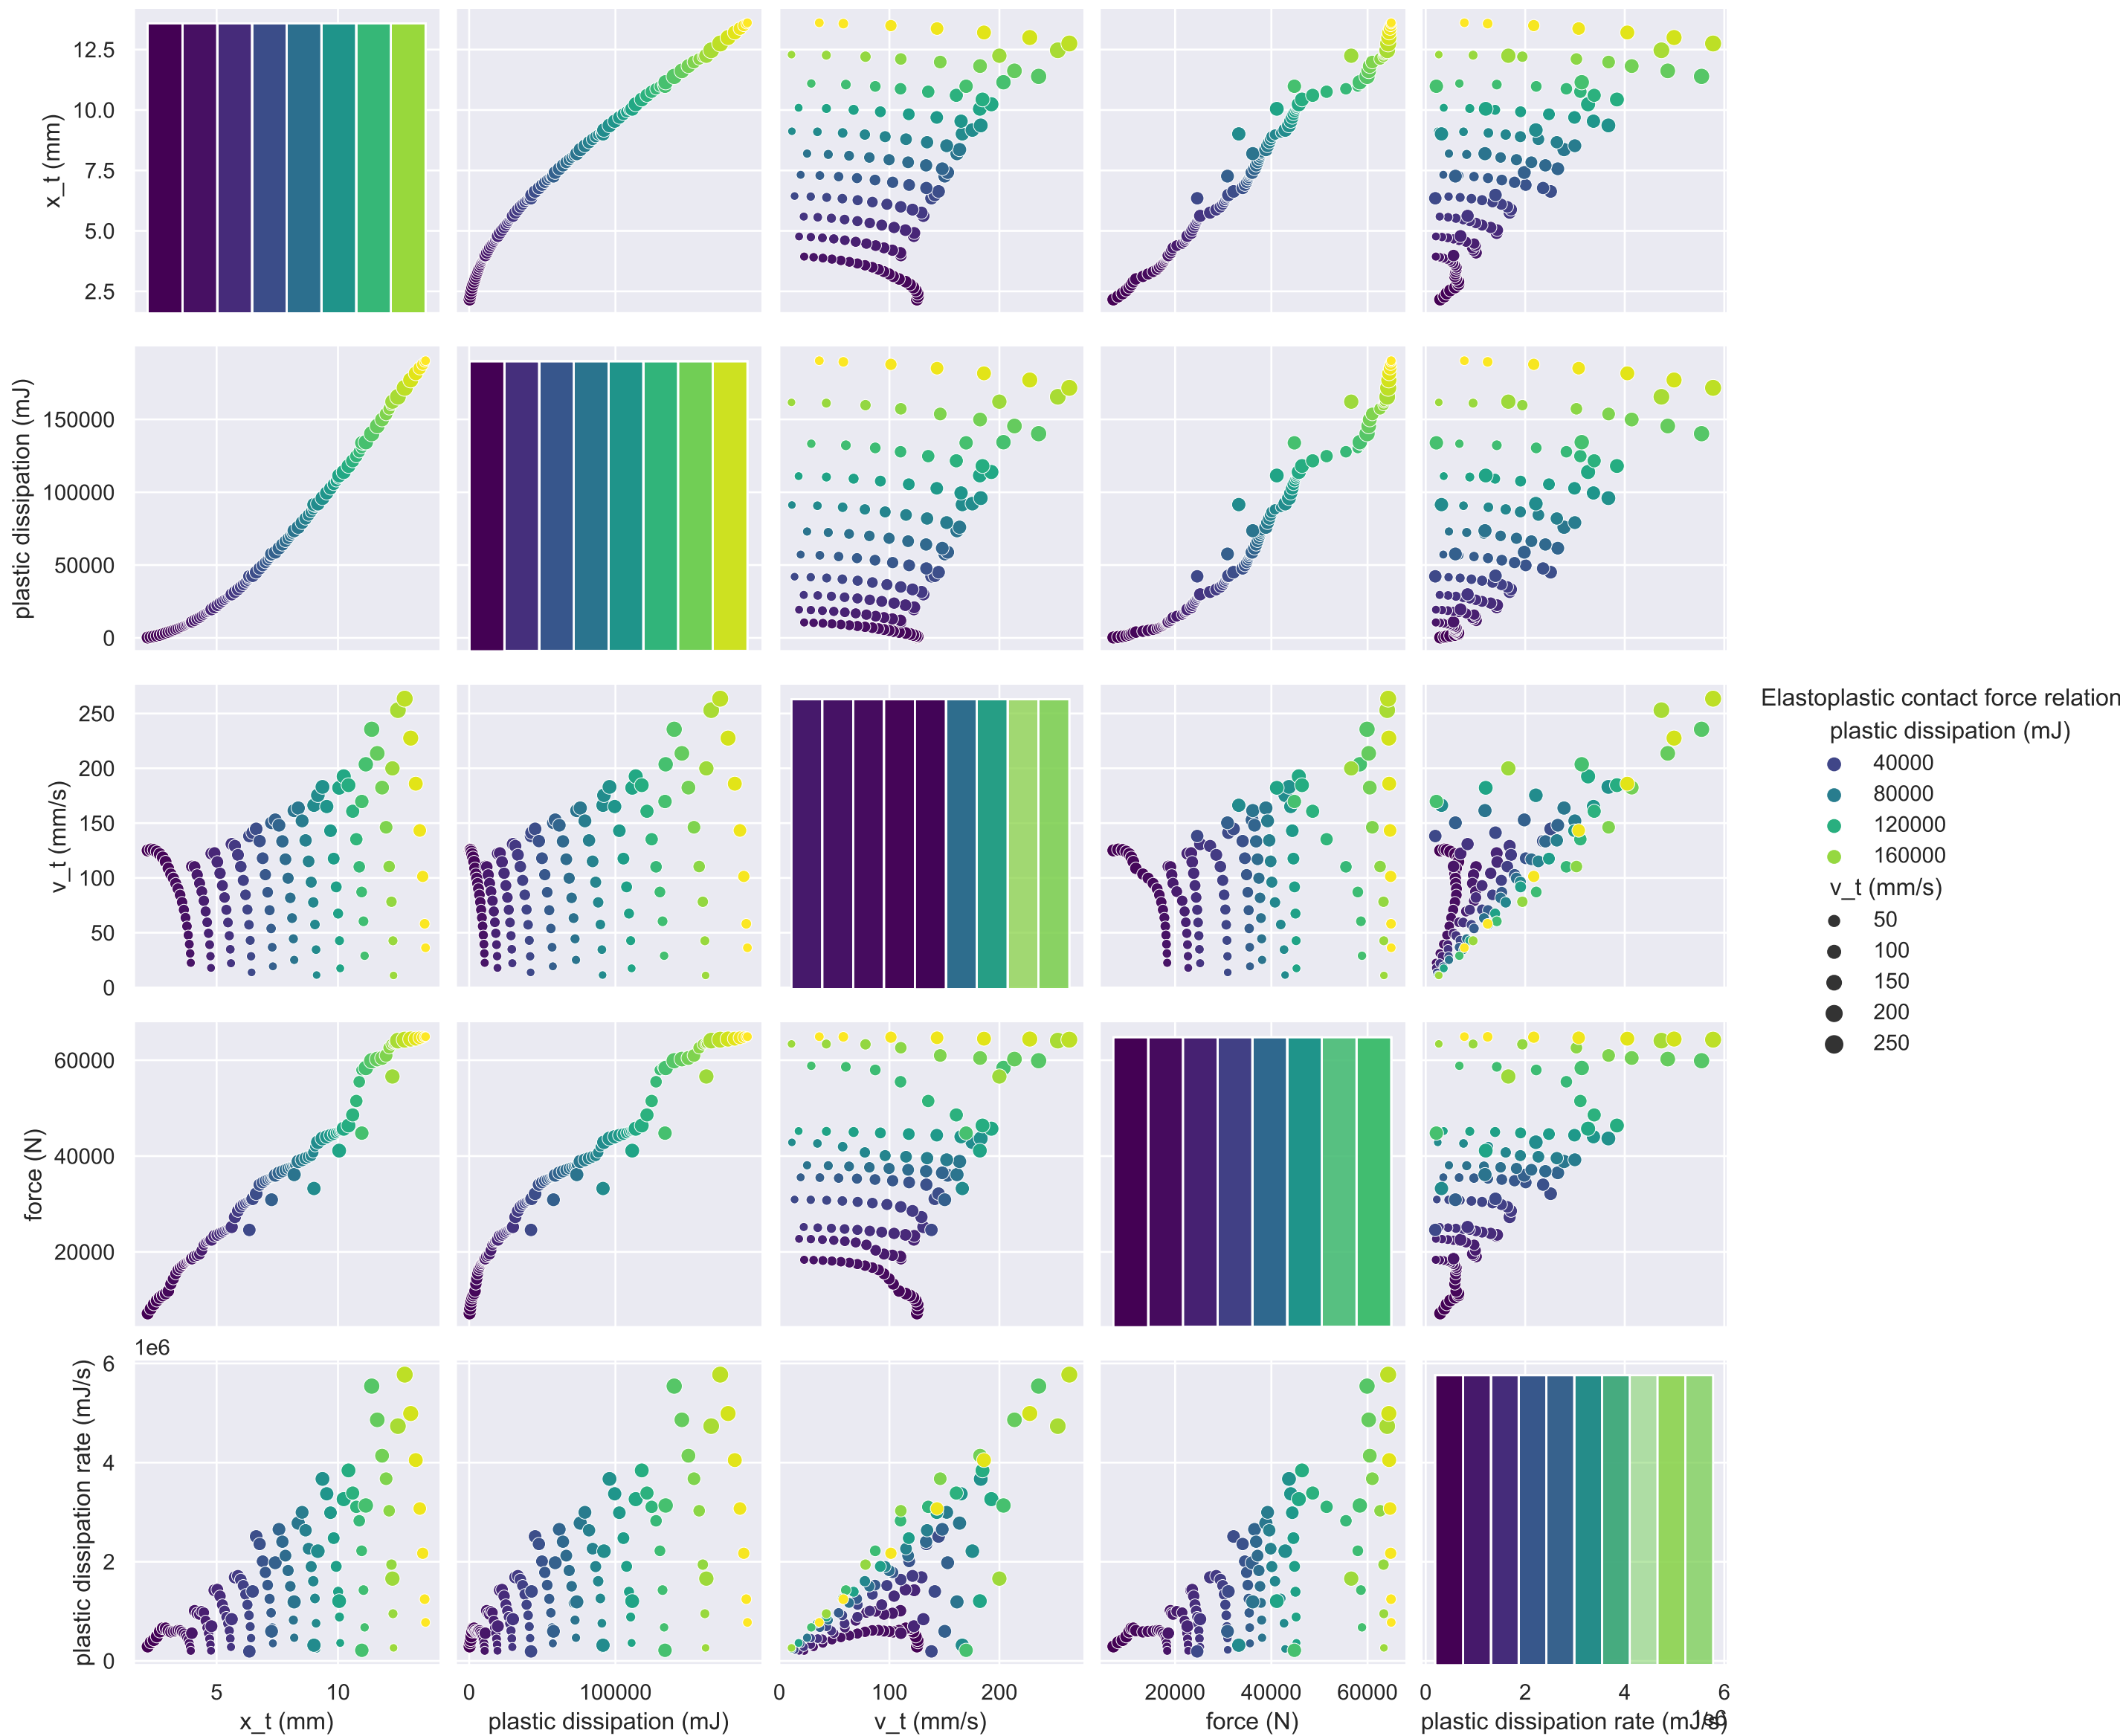 12.5
10.0
7.5
5.0
2.5
x_t (mm)
150000
100000
50000
0
plastic dissipation (mJ)
250
200
150
100
50
0
v_t (mm/s)
60000
40000
20000
force (N)
1e6
6
4
2
0
plastic dissipation rate (mJ/s)
5 10
x_t (mm)
0 100000
plastic dissipation (mJ)
0 100 200
v_t (mm/s)
20000 40000 60000
force (N)
0 2 4 6
plastic dissipation rate (mJ/s)
1e6
Elastoplastic contact force relation
plastic dissipation (mJ)
40000
80000
120000
160000
v_t (mm/s)
50
100
150
200
250